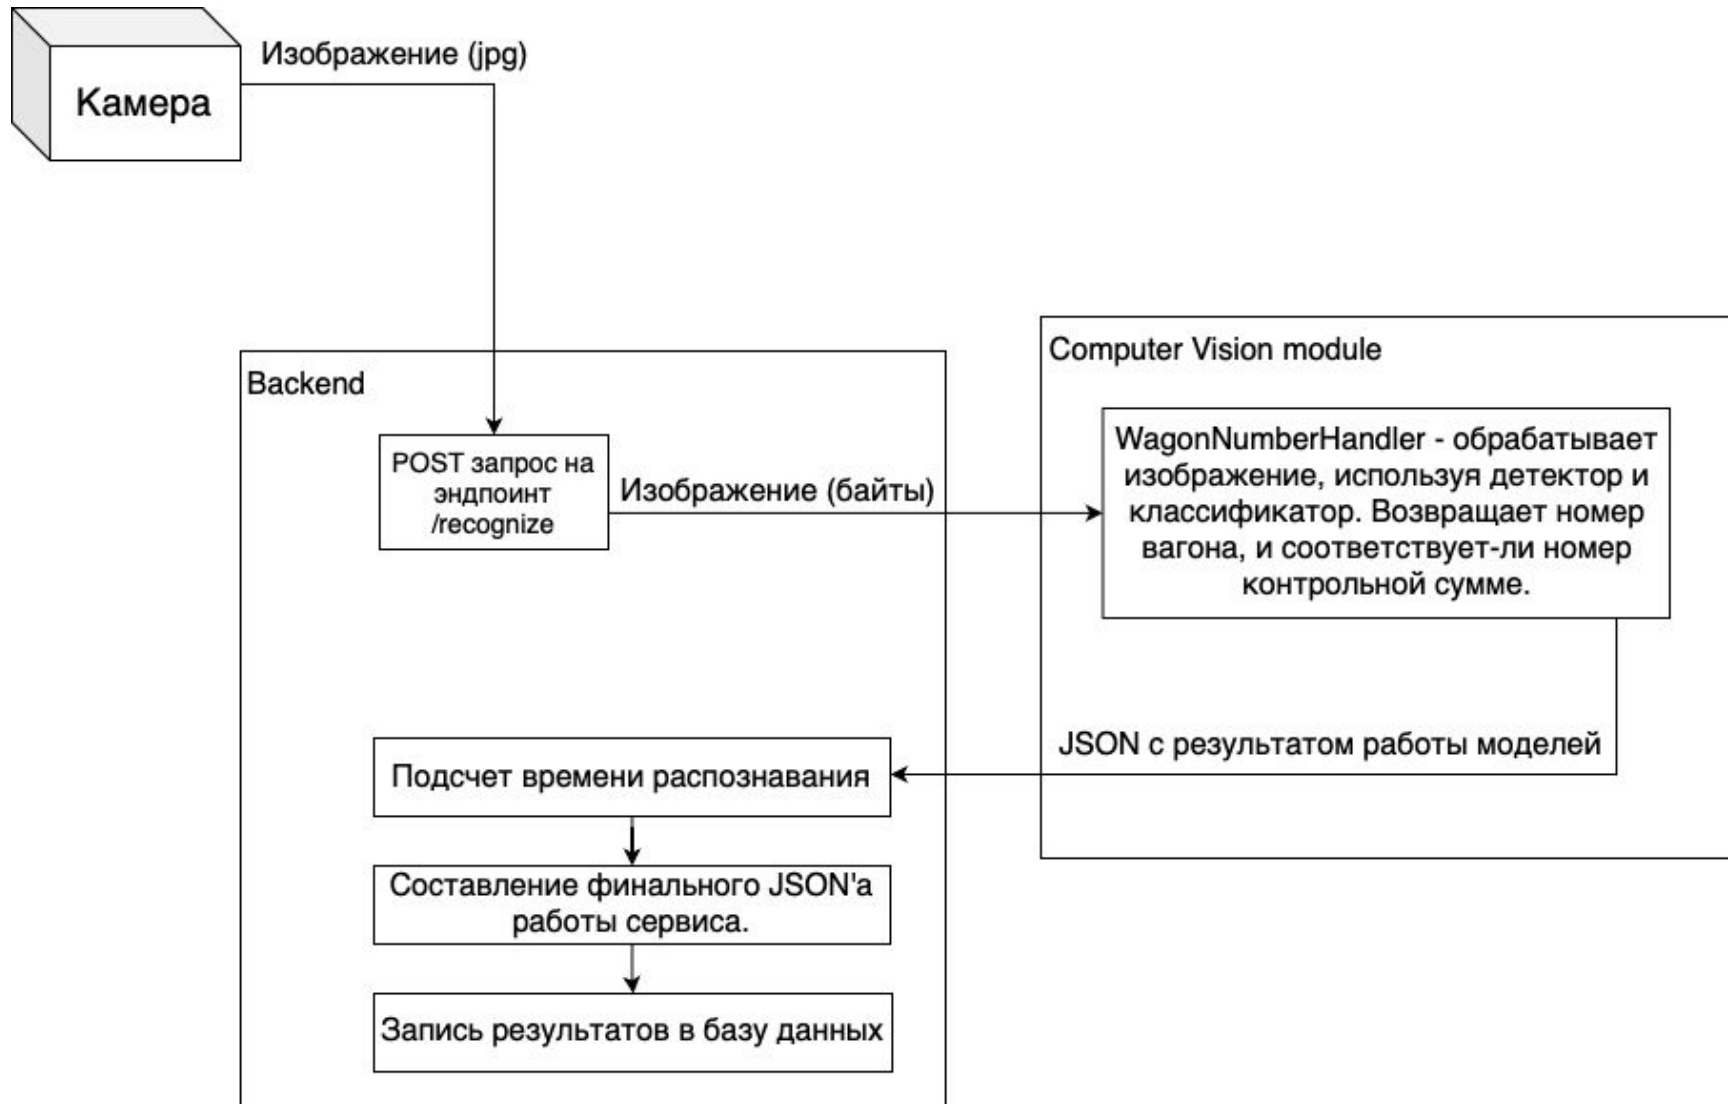 Камера
Изображение (jpg)
Backend
POST запрос на
эндпоинт
/recognize
Изображение (байты)
Computer Vision module
WagonNumberHandler - обрабатывает
изображение, используя детектор и
классификатор. Возвращает номер
вагона, и соответствует-ли номер
контрольной сумме.
JSON с результатом работы моделей
Подсчет времени распознавания
Составление финального JSON'а
работы сервиса.
Запись результатов в базу данных